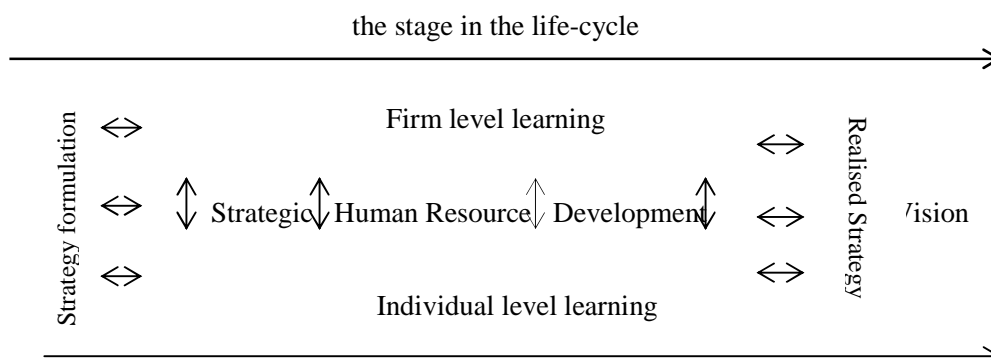 the stage in the life-cycle
Firm level learning
Strategy formulation
Strategic Human Resource Development
Realised Strategy
Vision
Individual level learning